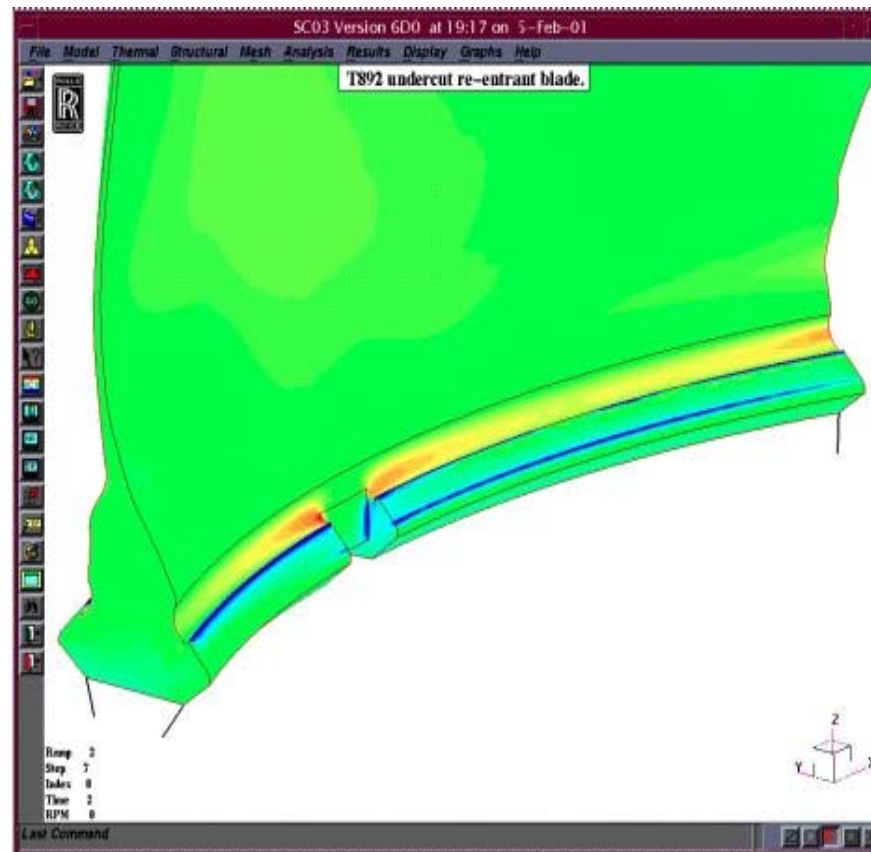 SC03 Version 6D0 at 19:17 on 5-Feb-01
File Model Thermal Structural Mesh Analysis Results Display Graphs Help
T892 undercut re-entrant blade.
RR
Ramp 2
Step 7
Index 0
Time 2
RPM 0
Z
Y X
Last Command